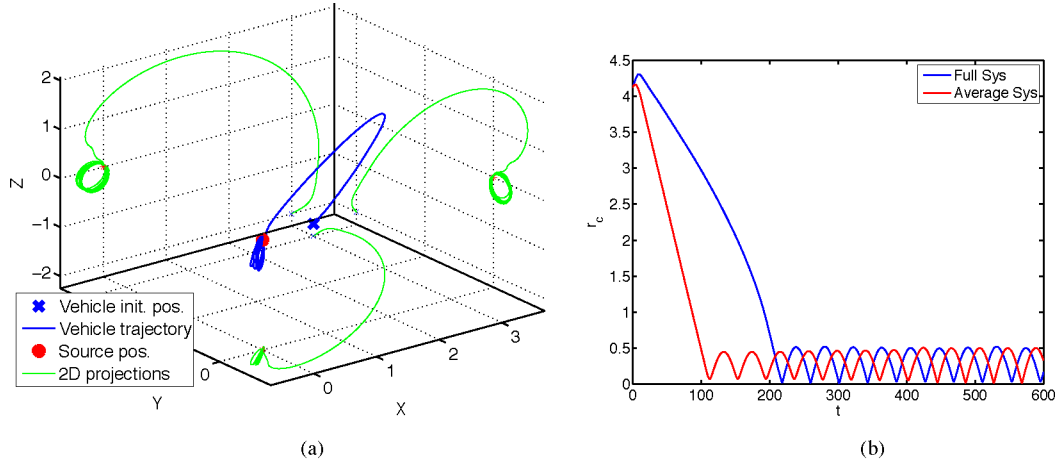 2
1
0
−1
−2
Z
Vehicle init. pos.
Vehicle trajectory
Source pos.
2D projections
0
Y
0
1
2
3
X
(a)
4.5
4
3.5
3
2.5
2
1.5
1
0.5
0
r_c
Full Sys
Average Sys.
0
100
200
300
400
500
600
t
(b)